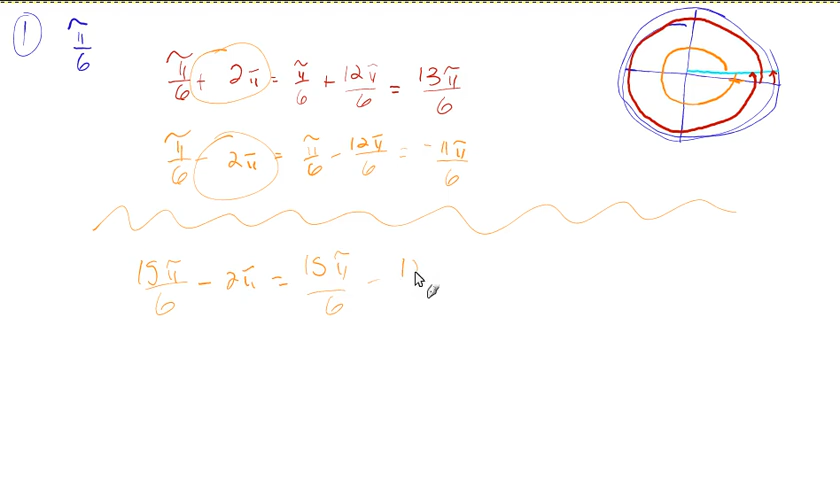 ① π/6
π/6 + 2π = π/6 + 12π/6 = 13π/6
π/6 - 2π = π/6 - 12π/6 = -11π/6
15π/6 - 2π = 15π/6 - 1